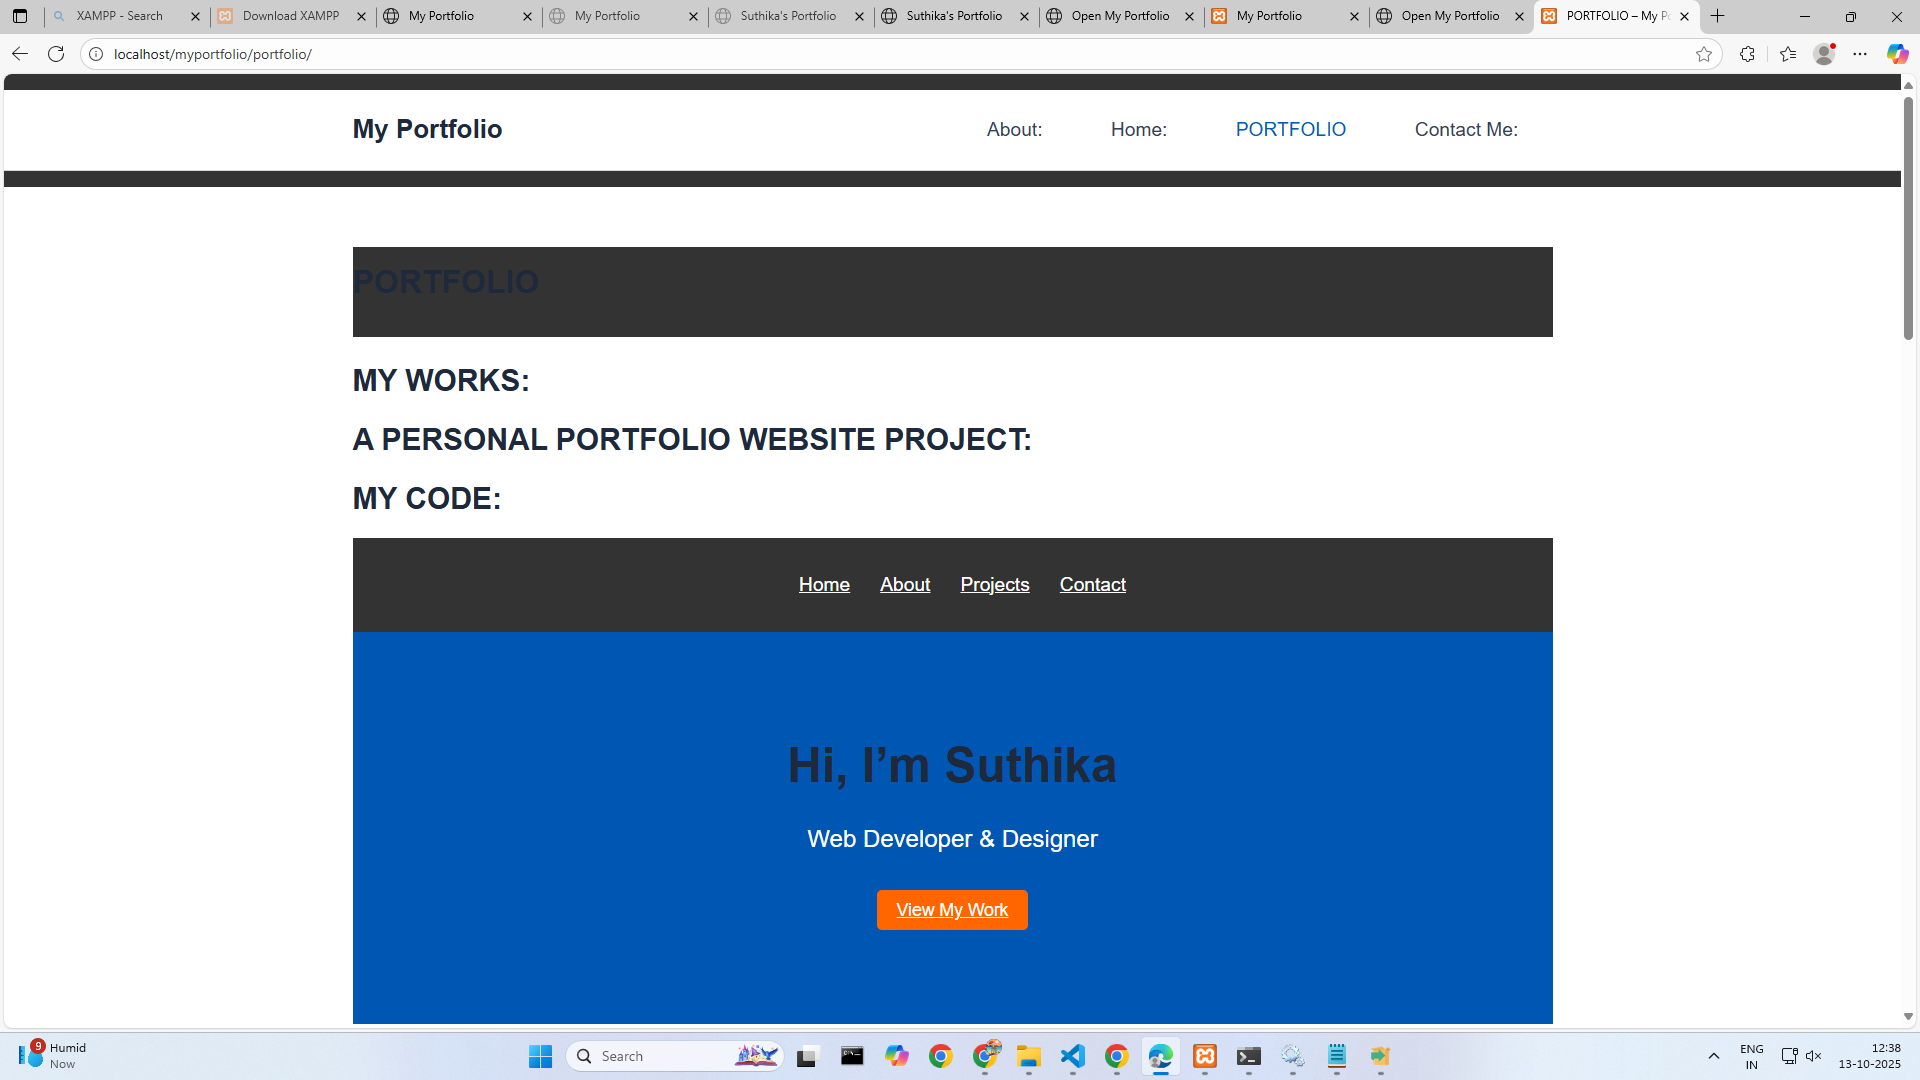 XAMPP - Search
Download XAMPP
My Portfolio
My Portfolio
Suthika's Portfolio
Suthika's Portfolio
Open My Portfolio
My Portfolio
Open My Portfolio
PORTFOLIO – My Po
localhost/myportfolio/portfolio/
My Portfolio
About:
Home:
PORTFOLIO
Contact Me:
PORTFOLIO
MY WORKS:
A PERSONAL PORTFOLIO WEBSITE PROJECT:
MY CODE:
Home About Projects Contact
Hi, I’m Suthika
Web Developer & Designer
View My Work
9
Humid
Now
Search
ENG
IN
12:38
13-10-2025